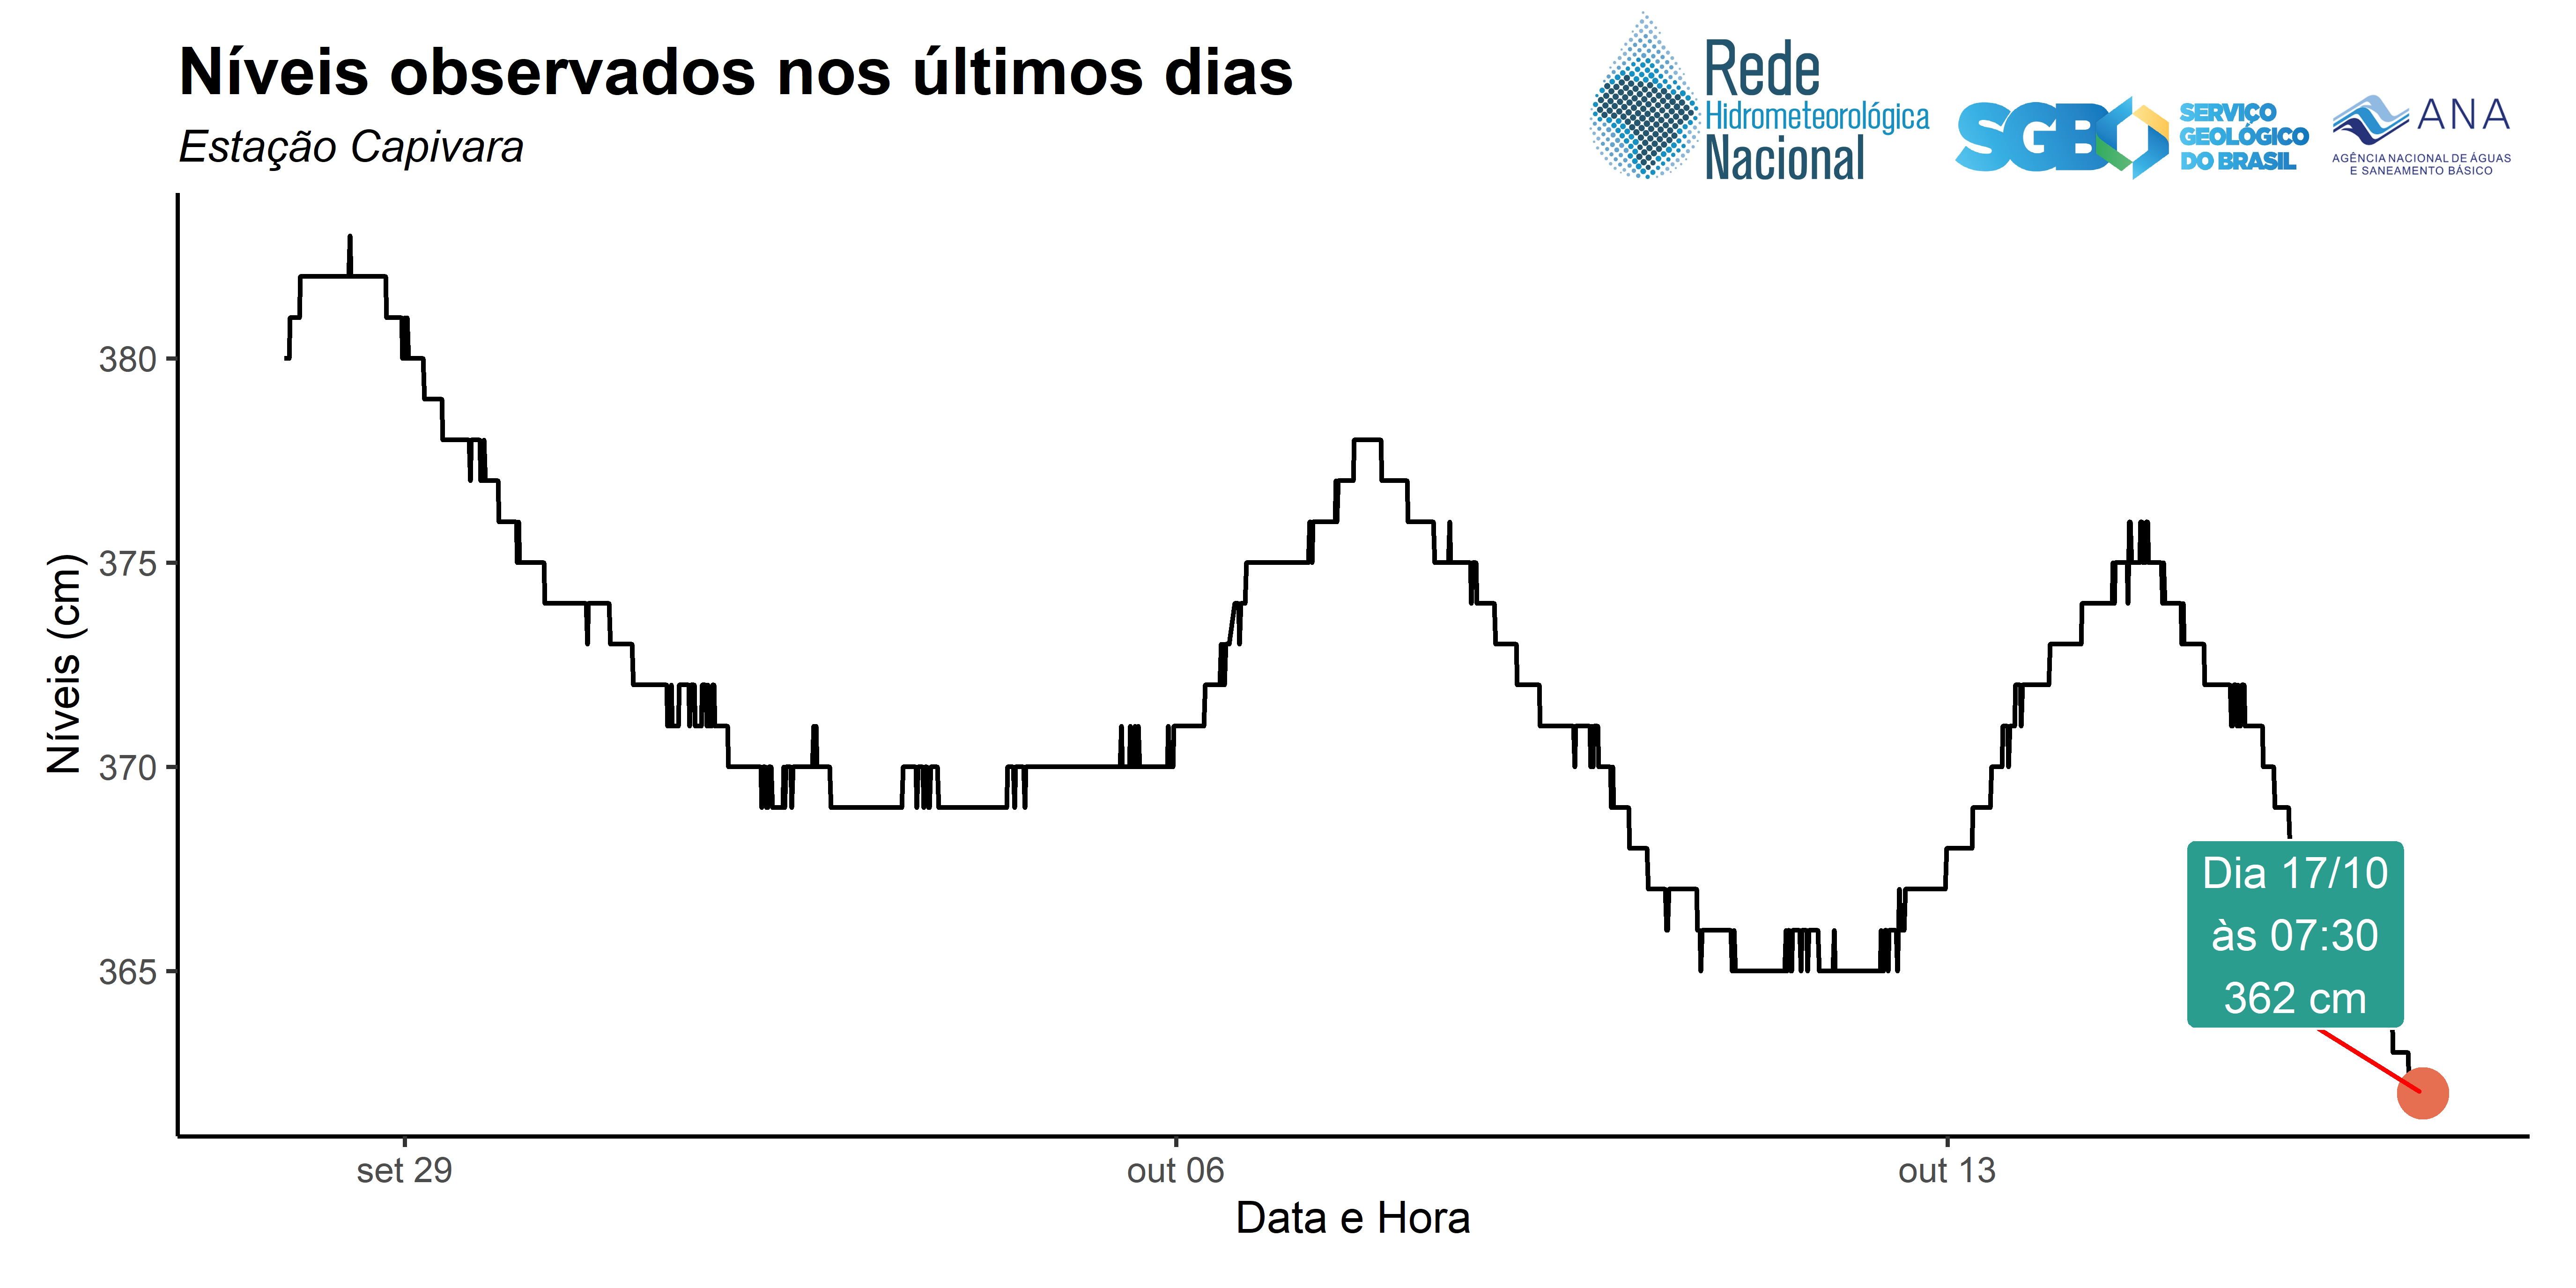 Níveis observados nos últimos dias
Estação Capivara
Rede
Hidrometeorológica
Nacional
SGB
SERVIÇO
GEOLÓGICO
DO BRASIL
ANA
AGÊNCIA NACIONAL DE ÁGUAS
E SANEAMENTO BÁSICO
Níveis (cm)
380
375
370
365
Dia 17/10
às 07:30
362 cm
set 29
out 06
out 13
Data e Hora